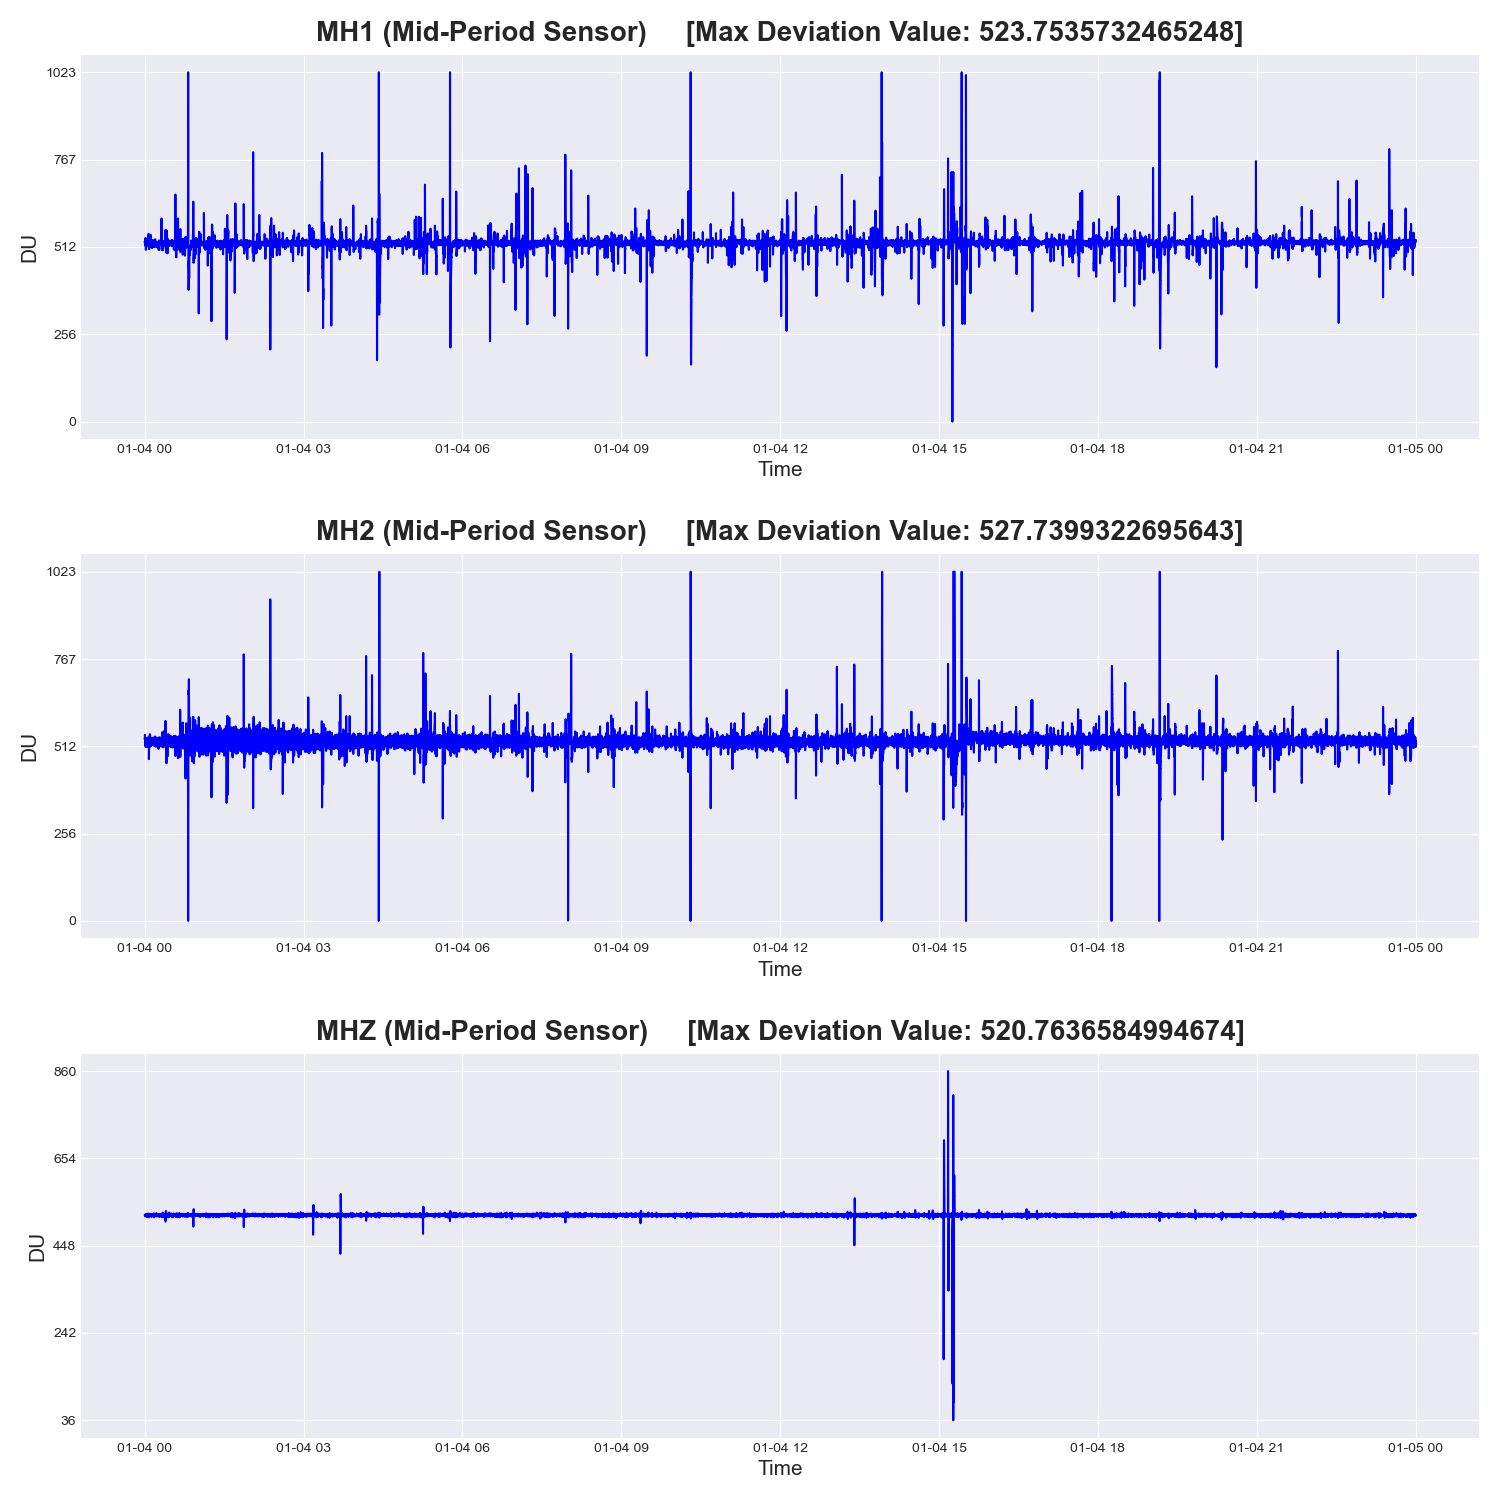 MH1 (Mid-Period Sensor) [Max Deviation Value: 523.7535732465248]
1023
767
512
256
0
DU
01-04 00 01-04 03 01-04 06 01-04 09 01-04 12 01-04 15 01-04 18 01-04 21 01-05 00
Time
MH2 (Mid-Period Sensor) [Max Deviation Value: 527.7399322695643]
1023
767
512
256
0
DU
01-04 00 01-04 03 01-04 06 01-04 09 01-04 12 01-04 15 01-04 18 01-04 21 01-05 00
Time
MHZ (Mid-Period Sensor) [Max Deviation Value: 520.7636584994674]
860
654
448
242
36
DU
01-04 00 01-04 03 01-04 06 01-04 09 01-04 12 01-04 15 01-04 18 01-04 21 01-05 00
Time